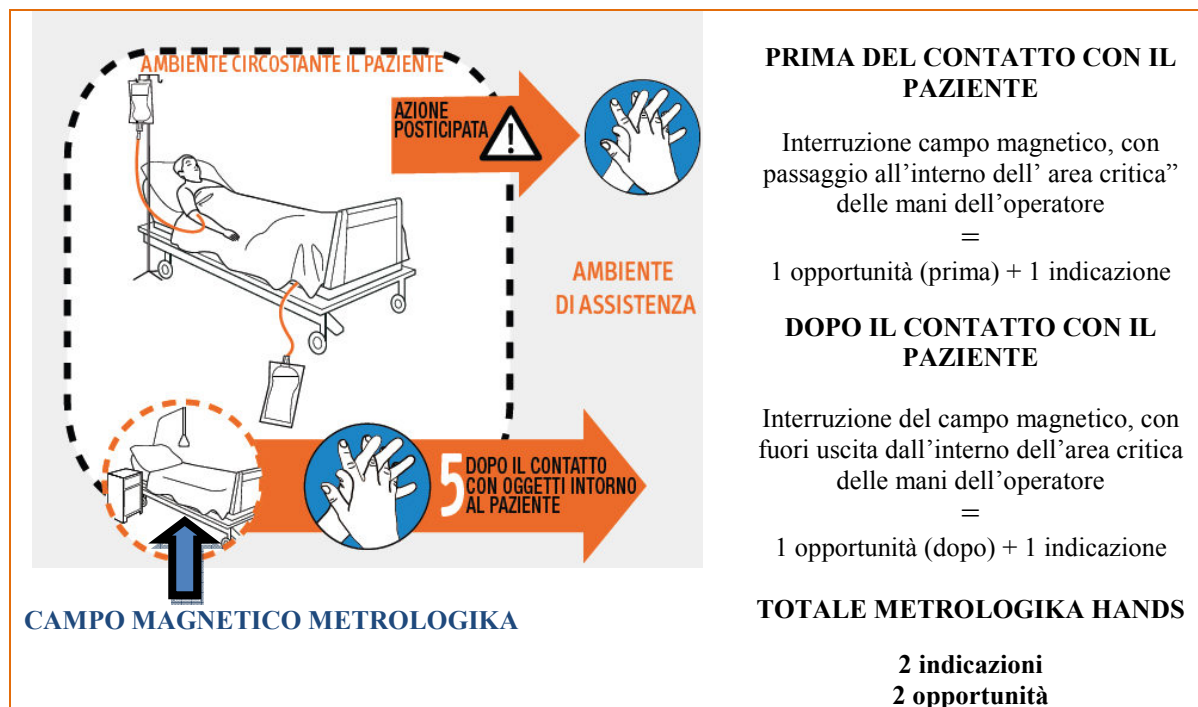 AMBIENTE CIRCOSTANTE IL PAZIENTE
AZIONE
POSTICIPATA
!
AMBIENTE
DI ASSISTENZA
5
DOPO IL CONTATTO
CON OGGETTI INTORNO
AL PAZIENTE
CAMPO MAGNETICO METROLOGIKA
PRIMA DEL CONTATTO CON IL
PAZIENTE
Interruzione campo magnetico, con
passaggio all’interno dell’ area critica”
delle mani dell’operatore
=
1 opportunità (prima) + 1 indicazione
DOPO IL CONTATTO CON IL
PAZIENTE
Interruzione del campo magnetico, con
fuori uscita dall’interno dell’area critica
delle mani dell’operatore
=
1 opportunità (dopo) + 1 indicazione
TOTALE METROLOGIKA HANDS
2 indicazioni
2 opportunità